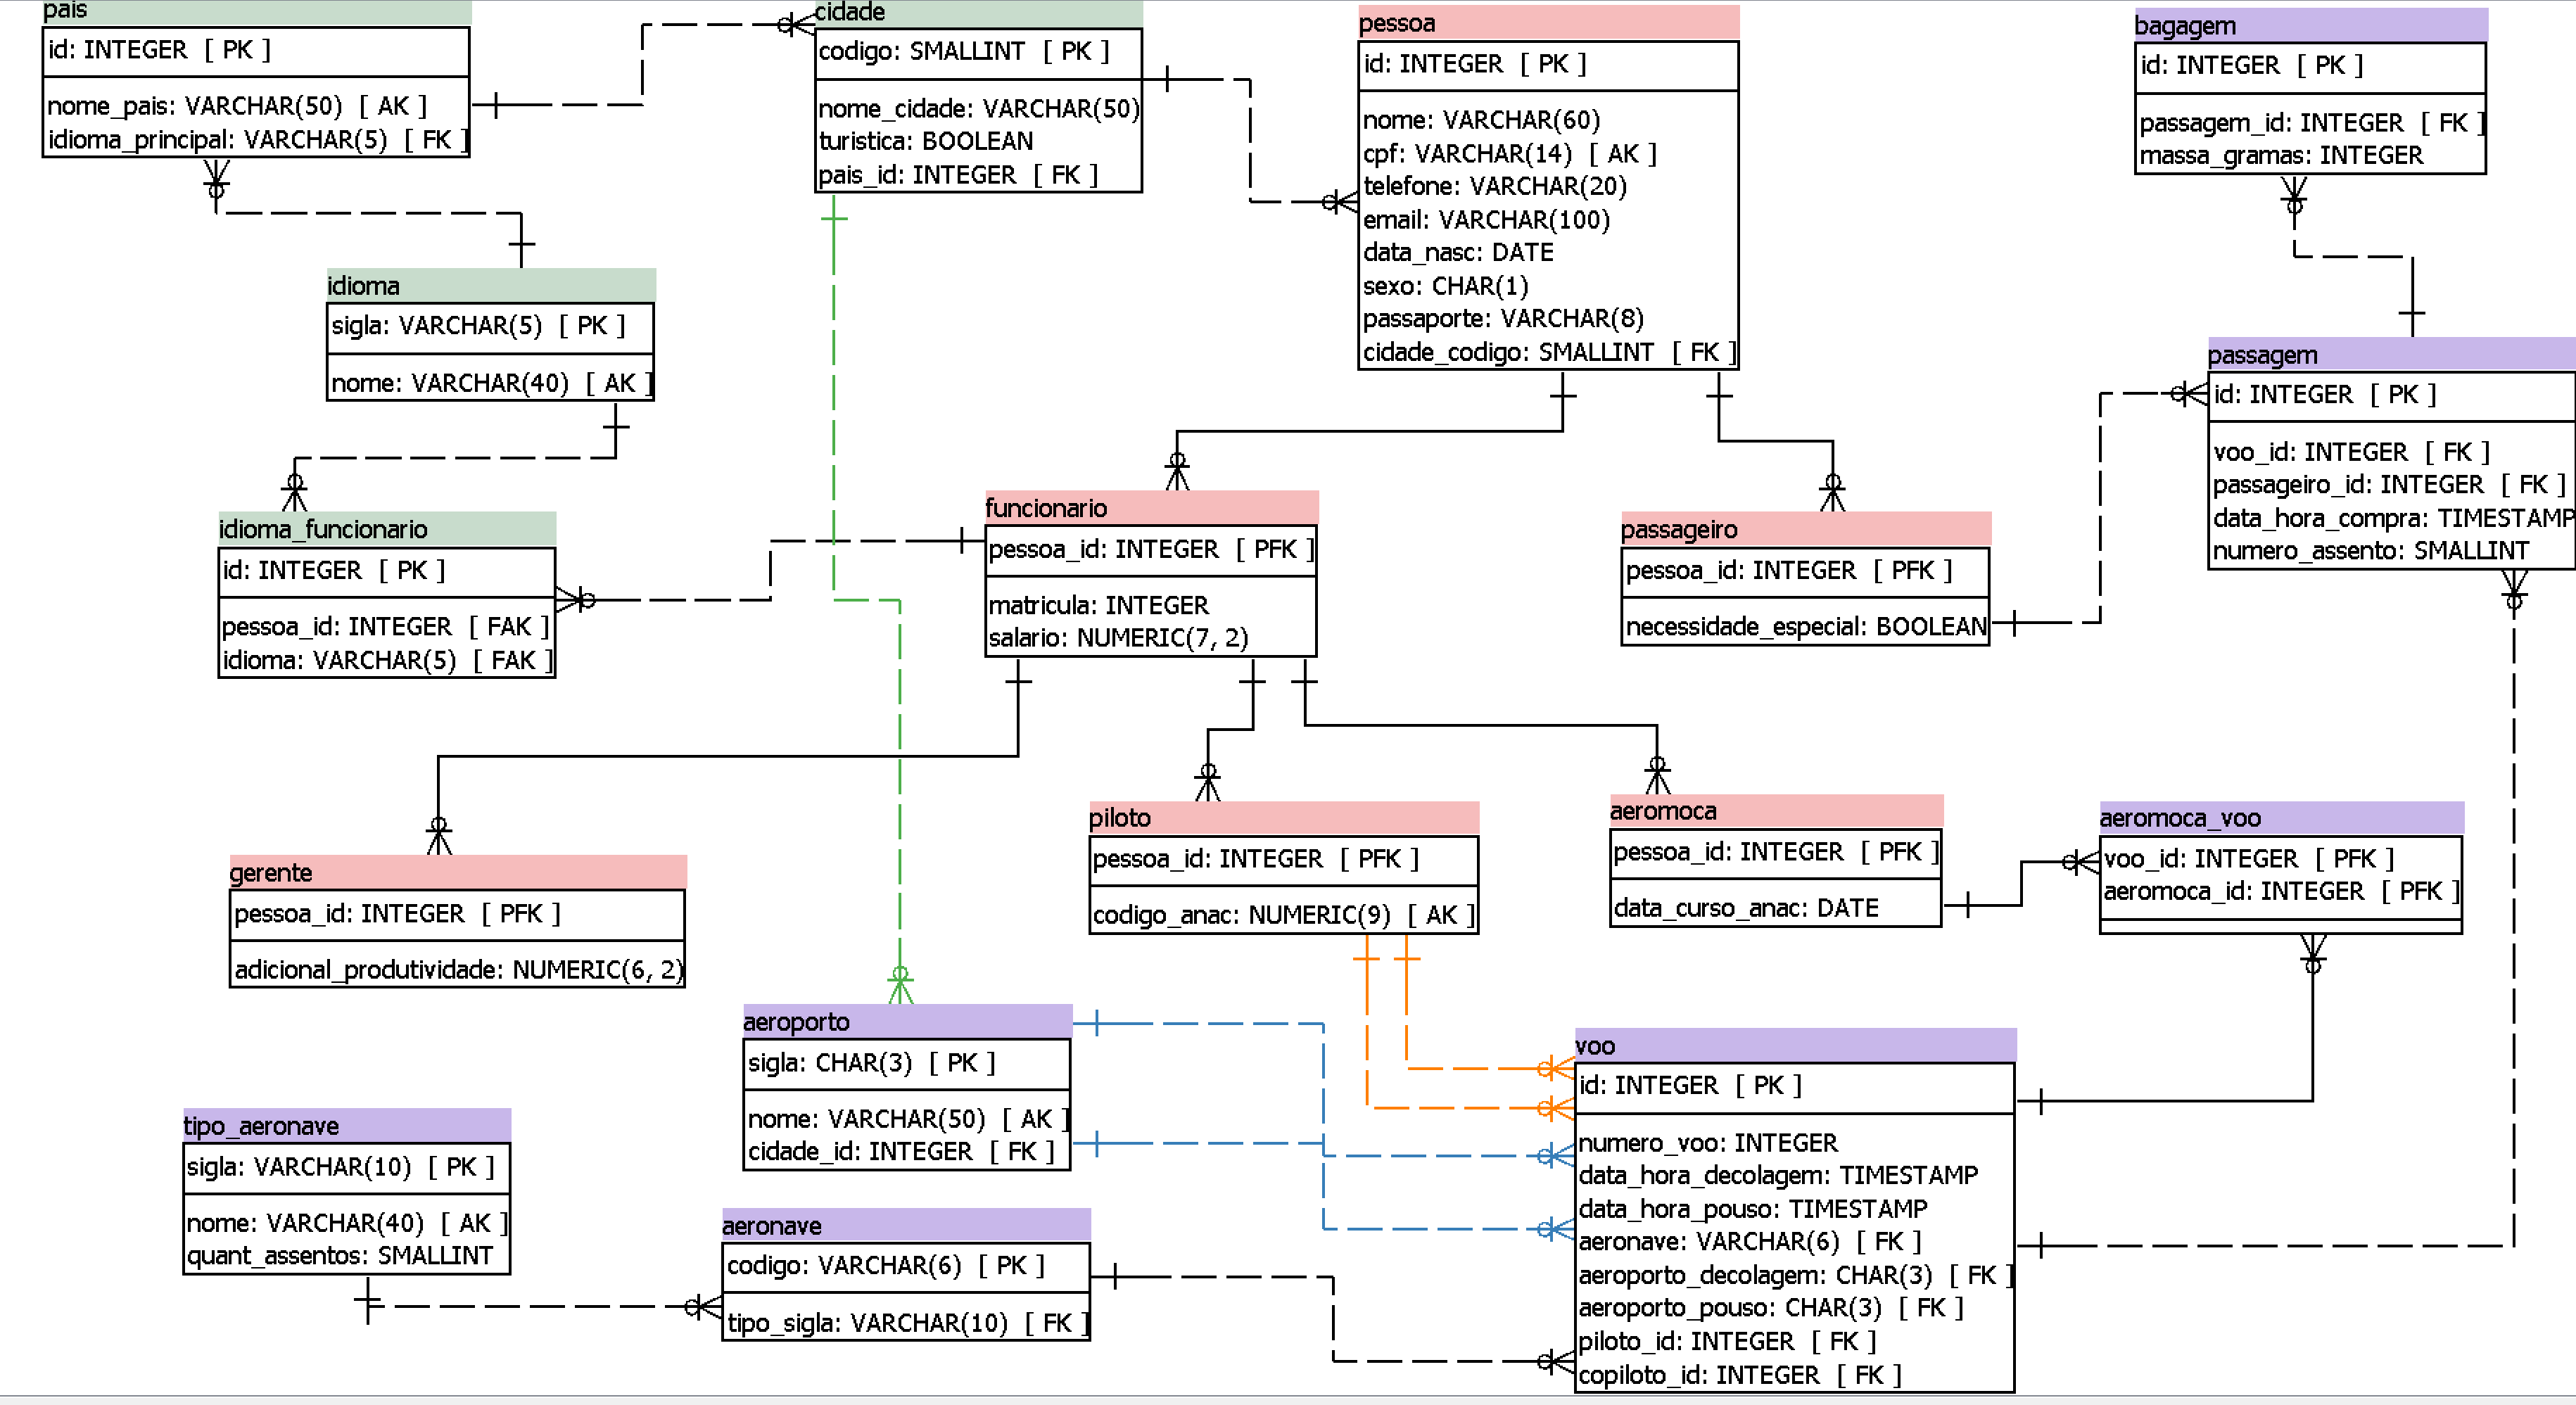 pais
id: INTEGER [ PK ]
nome_pais: VARCHAR(50) [ AK ]
idioma_principal: VARCHAR(5) [ FK ]
cidade
codigo: SMALLINT [ PK ]
nome_cidade: VARCHAR(50)
turistica: BOOLEAN
pais_id: INTEGER [ FK ]
pessoa
id: INTEGER [ PK ]
nome: VARCHAR(60)
cpf: VARCHAR(14) [ AK ]
telefone: VARCHAR(20)
email: VARCHAR(100)
data_nasc: DATE
sexo: CHAR(1)
passaporte: VARCHAR(8)
cidade_codigo: SMALLINT [ FK ]
bagagem
id: INTEGER [ PK ]
passagem_id: INTEGER [ FK ]
massa_gramas: INTEGER
idioma
sigla: VARCHAR(5) [ PK ]
nome: VARCHAR(40) [ AK ]
passagem
id: INTEGER [ PK ]
voo_id: INTEGER [ FK ]
passageiro_id: INTEGER [ FK ]
data_hora_compra: TIMESTAMP
numero_assento: SMALLINT
idioma_funcionario
id: INTEGER [ PK ]
pessoa_id: INTEGER [ FAK ]
idioma: VARCHAR(5) [ FAK ]
funcionario
pessoa_id: INTEGER [ PFK ]
matricula: INTEGER
salario: NUMERIC(7, 2)
passageiro
pessoa_id: INTEGER [ PFK ]
necessidade_especial: BOOLEAN
gerente
pessoa_id: INTEGER [ PFK ]
adicional_produtividade: NUMERIC(6, 2)
piloto
pessoa_id: INTEGER [ PFK ]
codigo_anac: NUMERIC(9) [ AK ]
aeromoca
pessoa_id: INTEGER [ PFK ]
data_curso_anac: DATE
aeromoca_voo
voo_id: INTEGER [ PFK ]
aeromoca_id: INTEGER [ PFK ]
aeroporto
sigla: CHAR(3) [ PK ]
nome: VARCHAR(50) [ AK ]
cidade_id: INTEGER [ FK ]
tipo_aeronave
sigla: VARCHAR(10) [ PK ]
nome: VARCHAR(40) [ AK ]
quant_assentos: SMALLINT
aeronave
codigo: VARCHAR(6) [ PK ]
tipo_sigla: VARCHAR(10) [ FK ]
voo
id: INTEGER [ PK ]
numero_voo: INTEGER
data_hora_decolagem: TIMESTAMP
data_hora_pouso: TIMESTAMP
aeronave: VARCHAR(6) [ FK ]
aeroporto_decolagem: CHAR(3) [ FK ]
aeroporto_pouso: CHAR(3) [ FK ]
piloto_id: INTEGER [ FK ]
copiloto_id: INTEGER [ FK ]